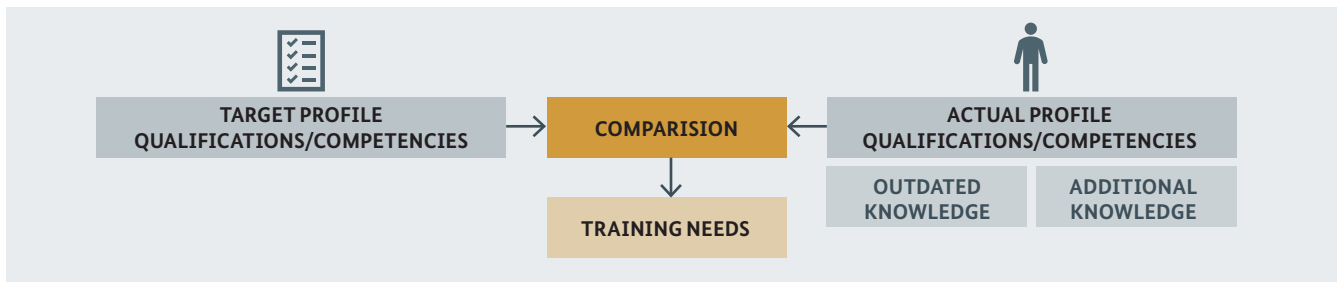 TARGET PROFILE
QUALIFICATIONS/COMPETENCIES
COMPARISION
ACTUAL PROFILE
QUALIFICATIONS/COMPETENCIES
OUTDATED
KNOWLEDGE
ADDITIONAL
KNOWLEDGE
TRAINING NEEDS